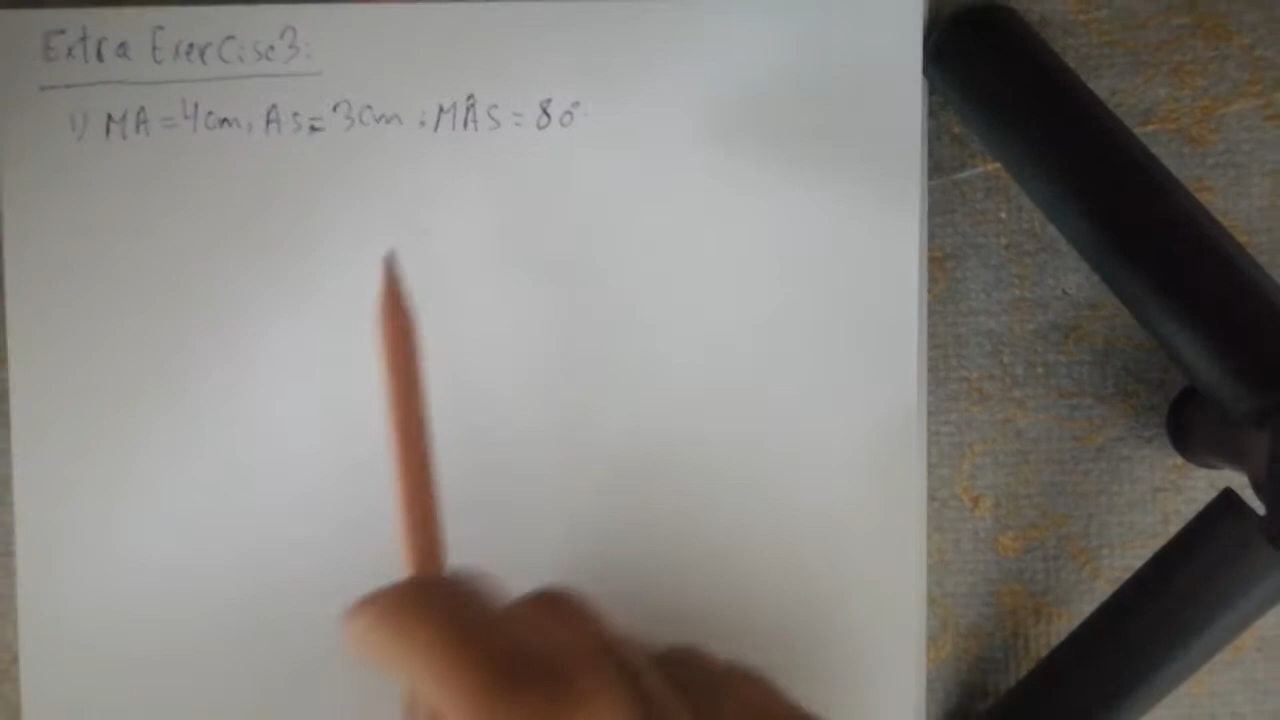 Extra Exercise 3:
1) MA = 4cm, AS = 3cm ; MÂS = 80°